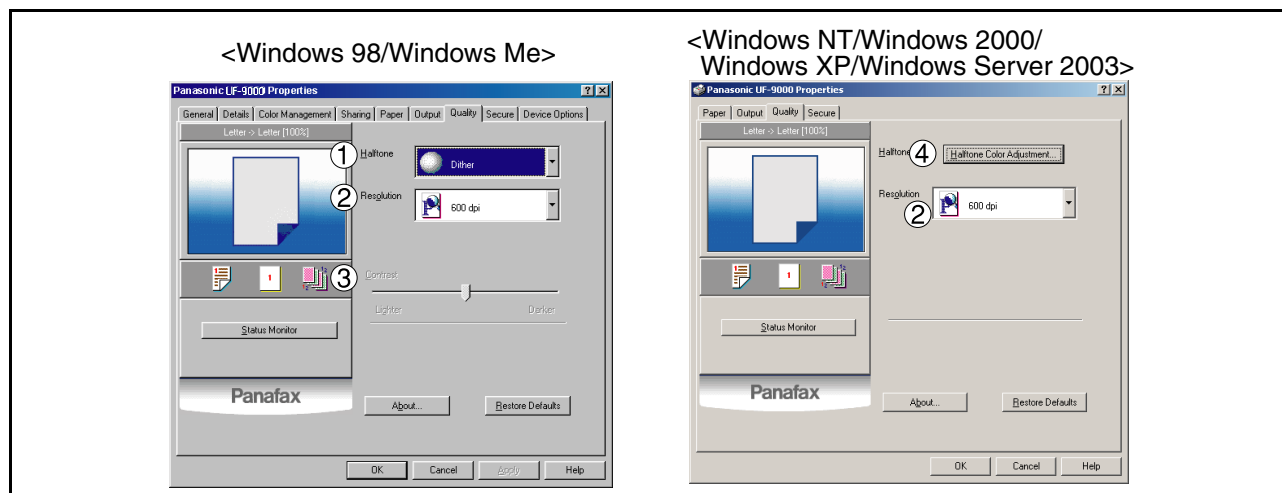 <Windows 98/Windows Me>
Panasonic UF-9000 Properties
General Details Color Management Sharing Paper Output Quality Secure Device Options
Letter -> Letter [100%]
① Halftone
Dither
② Resolution
600 dpi
1
③ Contrast
Lighter Darker
Status Monitor
Panafax
About... Restore Defaults
OK Cancel Apply Help
<Windows NT/Windows 2000/
Windows XP/Windows Server 2003>
Panasonic UF-9000 Properties
Paper Output Quality Secure
Letter -> Letter [100%]
Halftone ④ Halftone Color Adjustment...
Resolution
② 600 dpi
1
Status Monitor
Panafax
About... Restore Defaults
OK Cancel Help